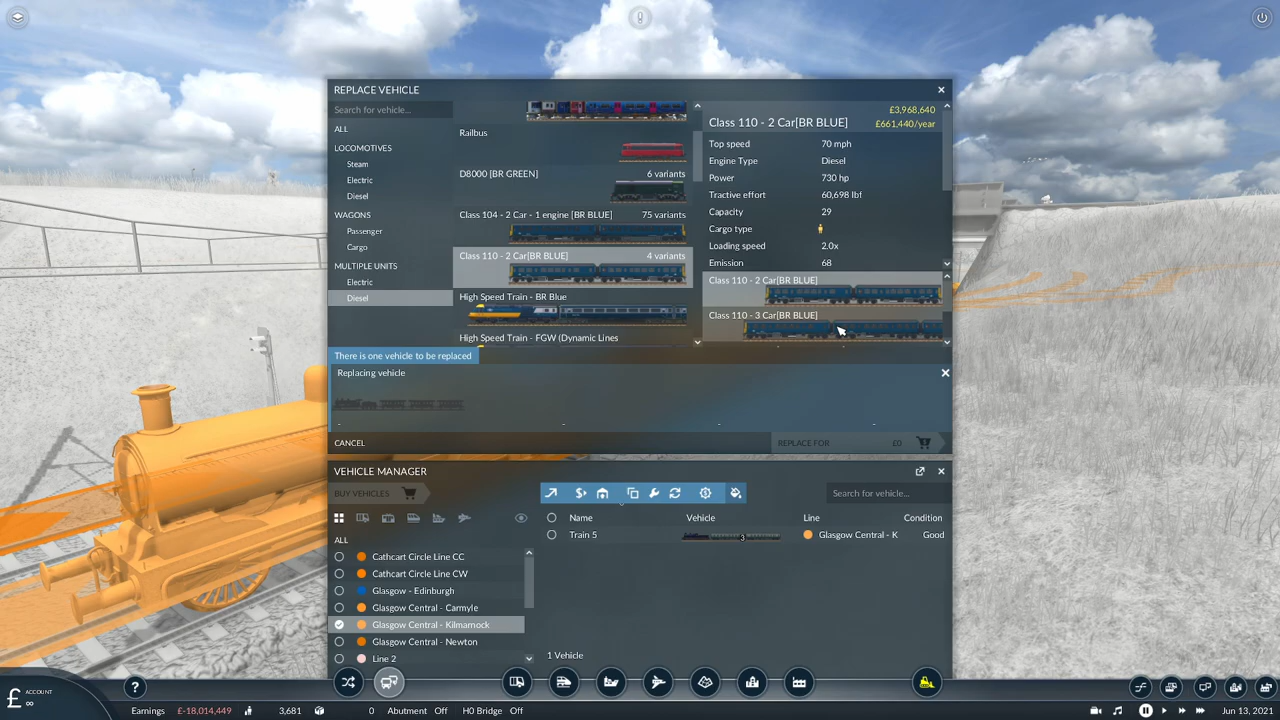 REPLACE VEHICLE
Search for vehicle...
ALL
LOCOMOTIVES
Steam
Electric
Diesel
WAGONS
Passenger
Cargo
MULTIPLE UNITS
Electric
Diesel
Railbus
D8000 [BR GREEN] 6 variants
Class 104 - 2 Car - 1 engine [BR BLUE] 75 variants
Class 110 - 2 Car[BR BLUE] 4 variants
High Speed Train - BR Blue
High Speed Train - FGW (Dynamic Lines
£3,968,640
Class 110 - 2 Car[BR BLUE] £661,440/year
Top speed 70 mph
Engine Type Diesel
Power 730 hp
Tractive effort 60,698 lbf
Capacity 29
Cargo type
Loading speed 2.0x
Emission 68
Class 110 - 2 Car[BR BLUE]
Class 110 - 3 Car[BR BLUE]
There is one vehicle to be replaced
Replacing vehicle
- - - -
CANCEL REPLACE FOR £0
VEHICLE MANAGER
BUY VEHICLES
Search for vehicle...
ALL
Cathcart Circle Line CC
Cathcart Circle Line CW
Glasgow - Edinburgh
Glasgow Central - Carmyle
Glasgow Central - Kilmarnock
Glasgow Central - Newton
Line 2
Name Vehicle Line Condition
Train 5 3 Glasgow Central - K Good
1 Vehicle
£ ACCOUNT
∞
?
Earnings £-18,014,449 3,681 0 Autument Off H0 Bridge Off Jun 13, 2021